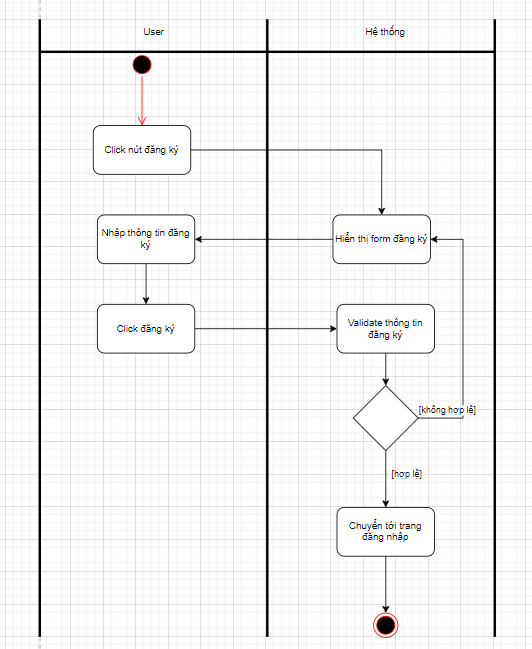 User
Hệ thống
Click nút đăng ký
Nhập thông tin đăng
ký
Hiển thị form đăng ký
Click đăng ký
Validate thông tin
đăng ký
[không hợp lệ]
[hợp lệ]
Chuyển tới trang
đăng nhập